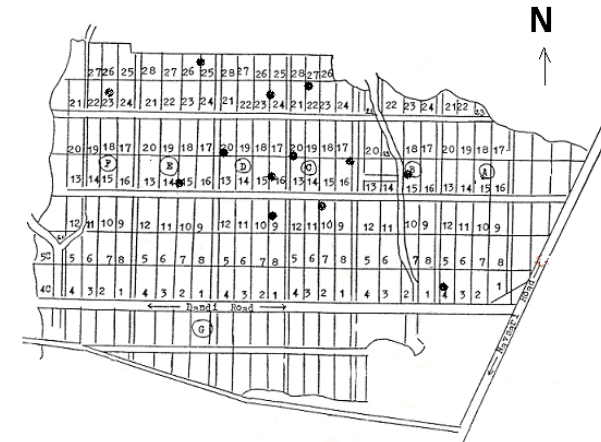 N
27 26 25 28 27 26 25 28 27 26 25 28 27 26
21 22 23 24 21 22 23 24 21 22 23 24 21 22 23 24 22 23 24 21 22
20 19 18 17 20 19 18 17 20 19 18 17 20 19 18 17 20 18 17 20 19 18 17
F E D C B A
13 14 15 16 13 14 15 16 13 14 15 16 13 14 15 16 13 14 15 16 13 14 15 16
12 11 10 9 12 11 10 9 12 11 10 9 12 11 10 9 12 11 10 9 12 11 10 9
5C 5 6 7 8 5 6 7 8 5 6 7 8 5 6 7 8 5 6 7 8 5 6 7 8
4C 4 3 2 1 4 3 2 1 4 3 2 1 4 3 2 1 4 3 2 1 4 3 2 1
Dandi Road
G
Navsari Road